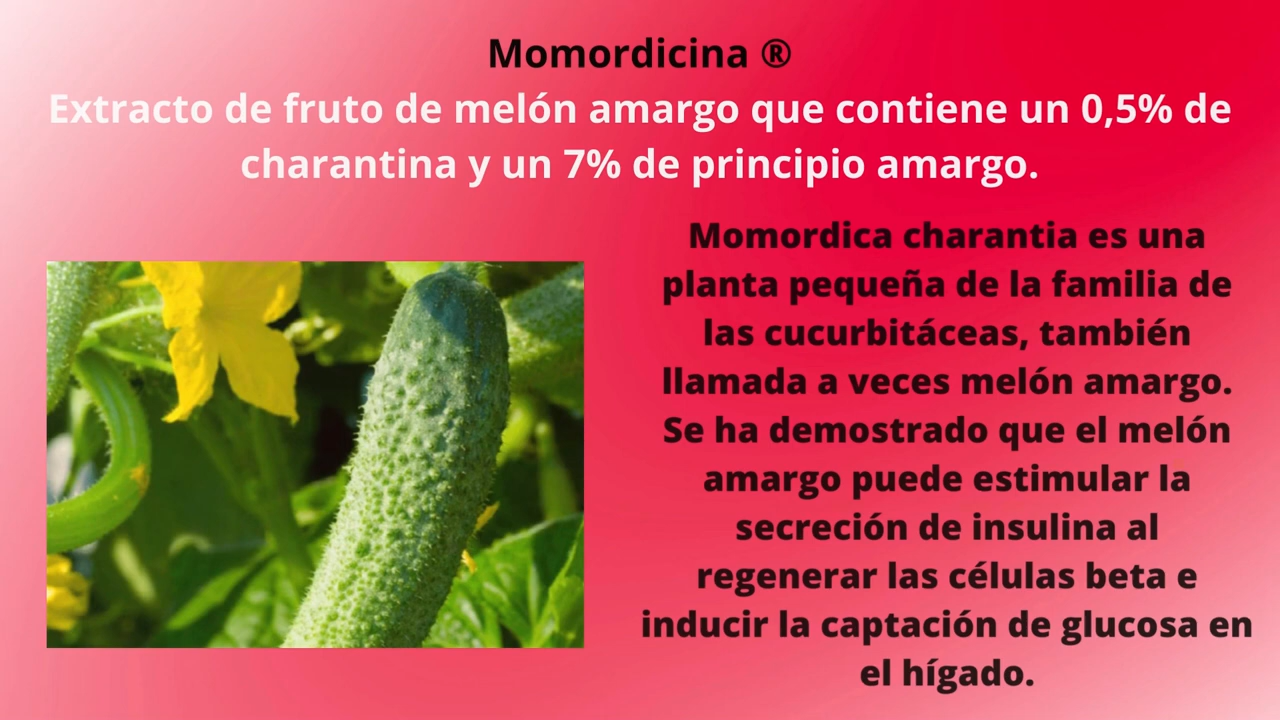 Momordicina ®
Extracto de fruto de melón amargo que contiene un 0,5% de
charantina y un 7% de principio amargo.
Momordica charantia es una
planta pequeña de la familia de
las cucurbitáceas, también
llamada a veces melón amargo.
Se ha demostrado que el melón
amargo puede estimular la
secreción de insulina al
regenerar las células beta e
inducir la captación de glucosa en
el hígado.